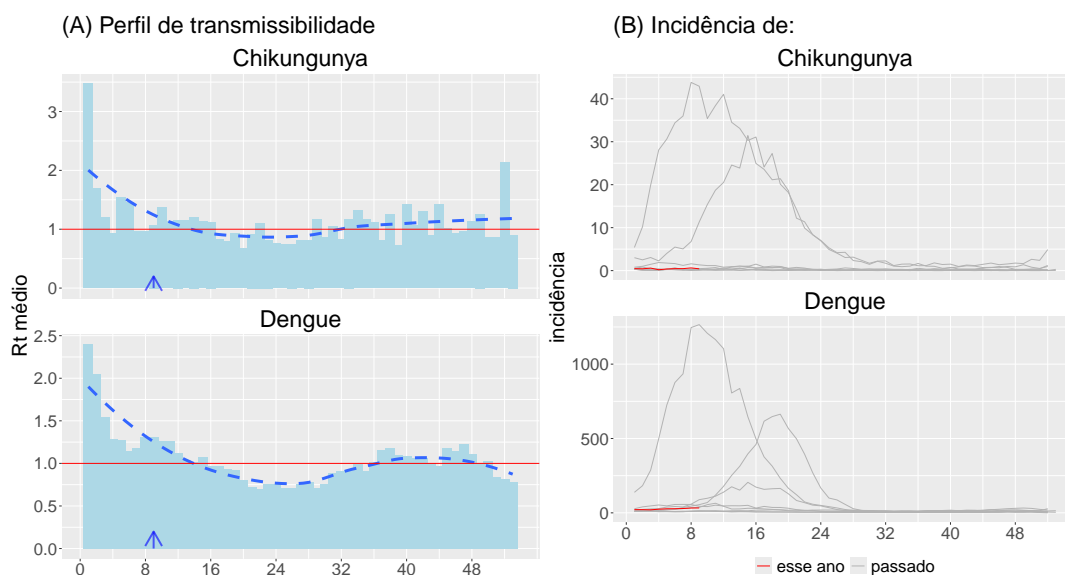 (A) Perfil de transmissibilidade
Chikungunya
3
2
1
0
Dengue
2.5
2.0
1.5
1.0
0.5
0.0
0 8 16 24 32 40 48
Rt médio
(B) Incidência de:
Chikungunya
40
30
20
10
0
Dengue
1000
500
0
0 8 16 24 32 40 48
incidência
esse ano passado